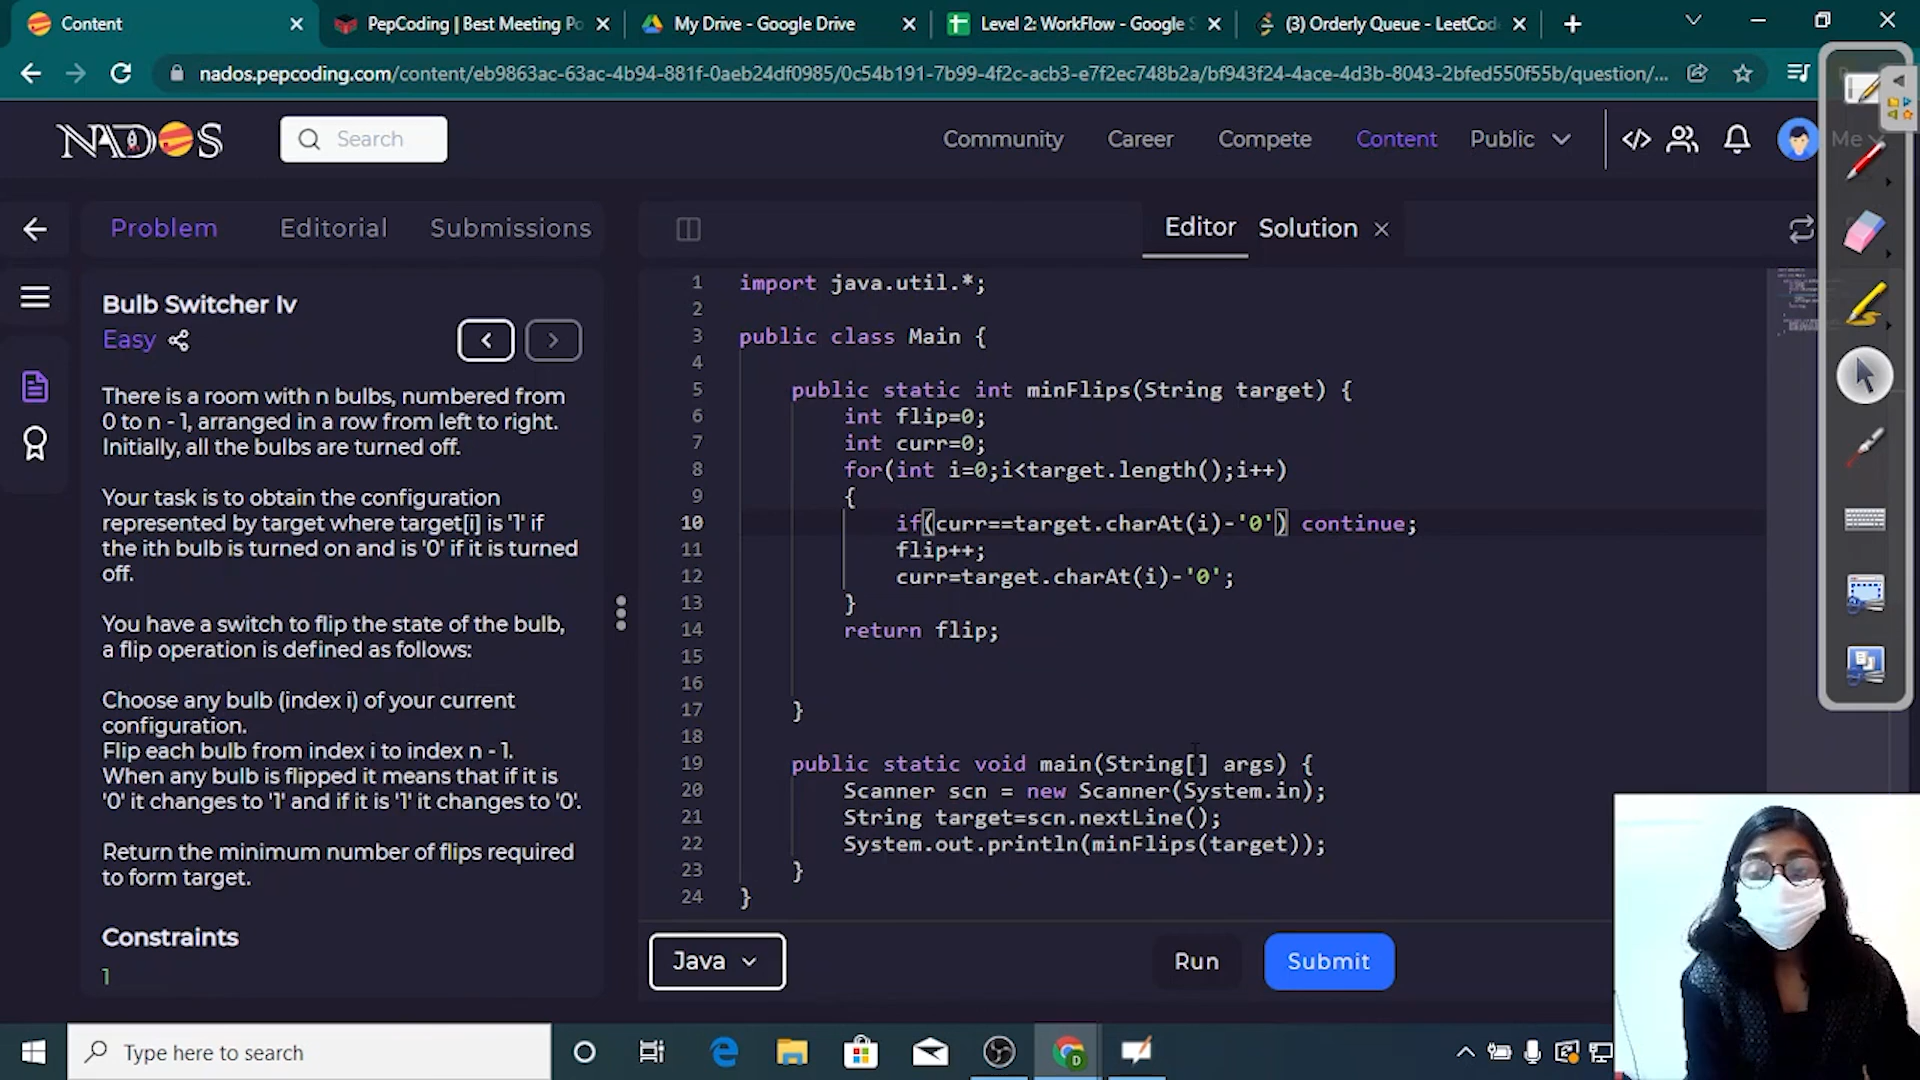 Content
PepCoding | Best Meeting Po
My Drive - Google Drive
Level 2: WorkFlow - Google S
(3) Orderly Queue - LeetCode
nados.pepcoding.com/content/eb9863ac-63ac-4b94-881f-0aeb24df0985/0c54b191-7b99-4f2c-acb3-e7f2ec748b2a/bf943f24-4ace-4d3b-8043-2bfed550f55b/question/...
NADOS
Search
Community
Career
Compete
Content
Public
Me
Problem
Editorial
Submissions
Editor
Solution
Bulb Switcher Iv
Easy
There is a room with n bulbs, numbered from
0 to n - 1, arranged in a row from left to right.
Initially, all the bulbs are turned off.
Your task is to obtain the configuration
represented by target where target[i] is '1' if
the ith bulb is turned on and is '0' if it is turned
off.
You have a switch to flip the state of the bulb,
a flip operation is defined as follows:
Choose any bulb (index i) of your current
configuration.
Flip each bulb from index i to index n - 1.
When any bulb is flipped it means that if it is
'0' it changes to '1' and if it is '1' it changes to '0'.
Return the minimum number of flips required
to form target.
Constraints
1
1 import java.util.*;
2
3 public class Main {
4
5 public static int minFlips(String target) {
6 int flip=0;
7 int curr=0;
8 for(int i=0;i<target.length();i++)
9 {
10 if(curr==target.charAt(i)-'0') continue;
11 flip++;
12 curr=target.charAt(i)-'0';
13 }
14 return flip;
15
16
17 }
18
19 public static void main(String[] args) {
20 Scanner scn = new Scanner(System.in);
21 String target=scn.nextLine();
22 System.out.println(minFlips(target));
23 }
24 }
Java
Run
Submit
Type here to search